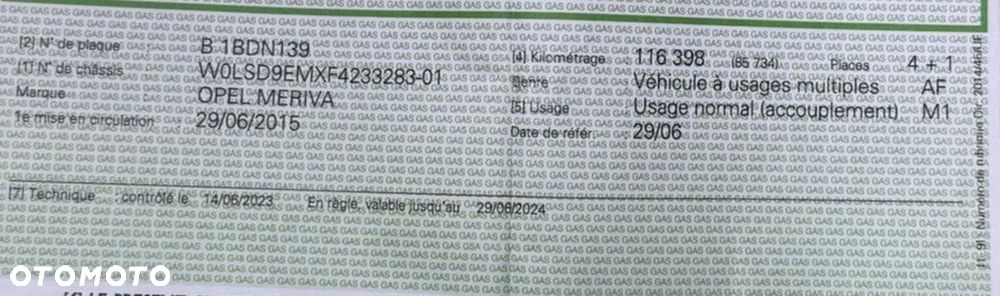 [2] N° de plaque : B 1BDN139 [4] Kilométrage : 116 398 (85 734) Places 4 + 1
[1] N° de châssis : W0LSD9EMXF4233283-01 Genre : Véhicule à usages multiples AF
Marque : OPEL MERIVA [5] Usage : Usage normal (accouplement) M1
1e mise en circulation : 29/06/2015 Date de référ. : 29/06
[7] Technique : contrôlé le 14/06/2023 En règle, valable jusqu'au 29/06/2024
OTOMOTO